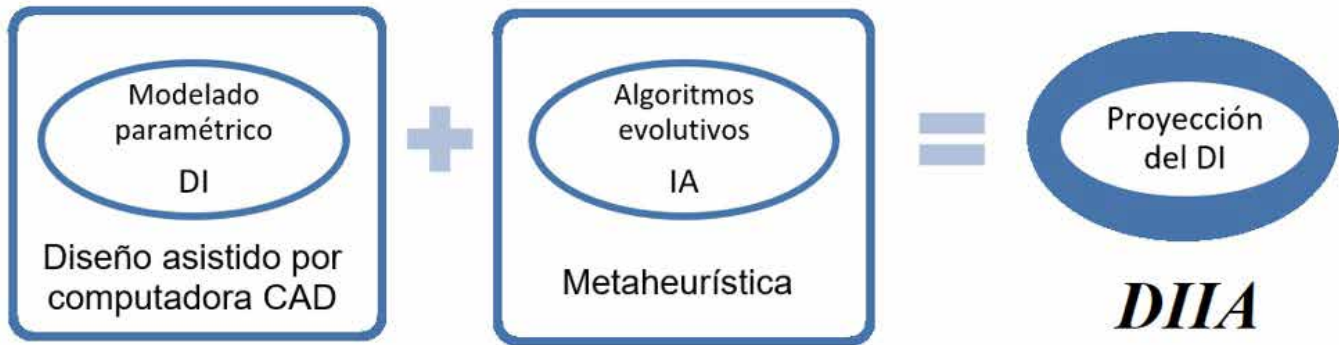 Modelado
paramétrico
DI
Diseño asistido por
computadora CAD
Algoritmos
evolutivos
IA
Metaheurística
Proyección
del DI
DIIA